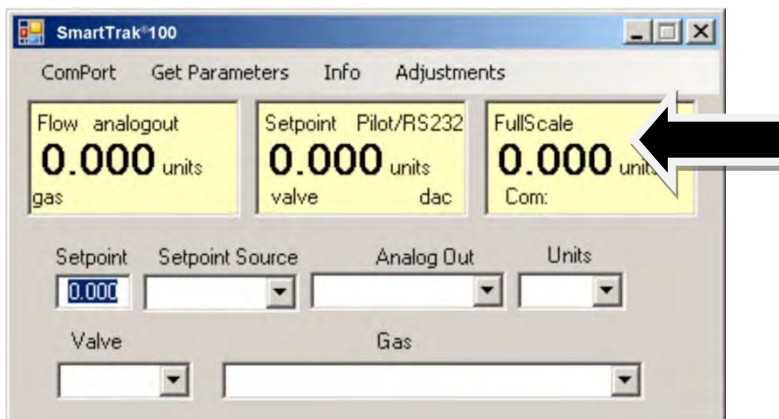 SmartTrak®100
ComPort Get Parameters Info Adjustments
Flow analogout
0.000 units
gas
Setpoint Pilot/RS232
0.000 units
valve dac
FullScale
0.000
Com:
Setpoint Setpoint Source Analog Out Units
0.000
Valve Gas